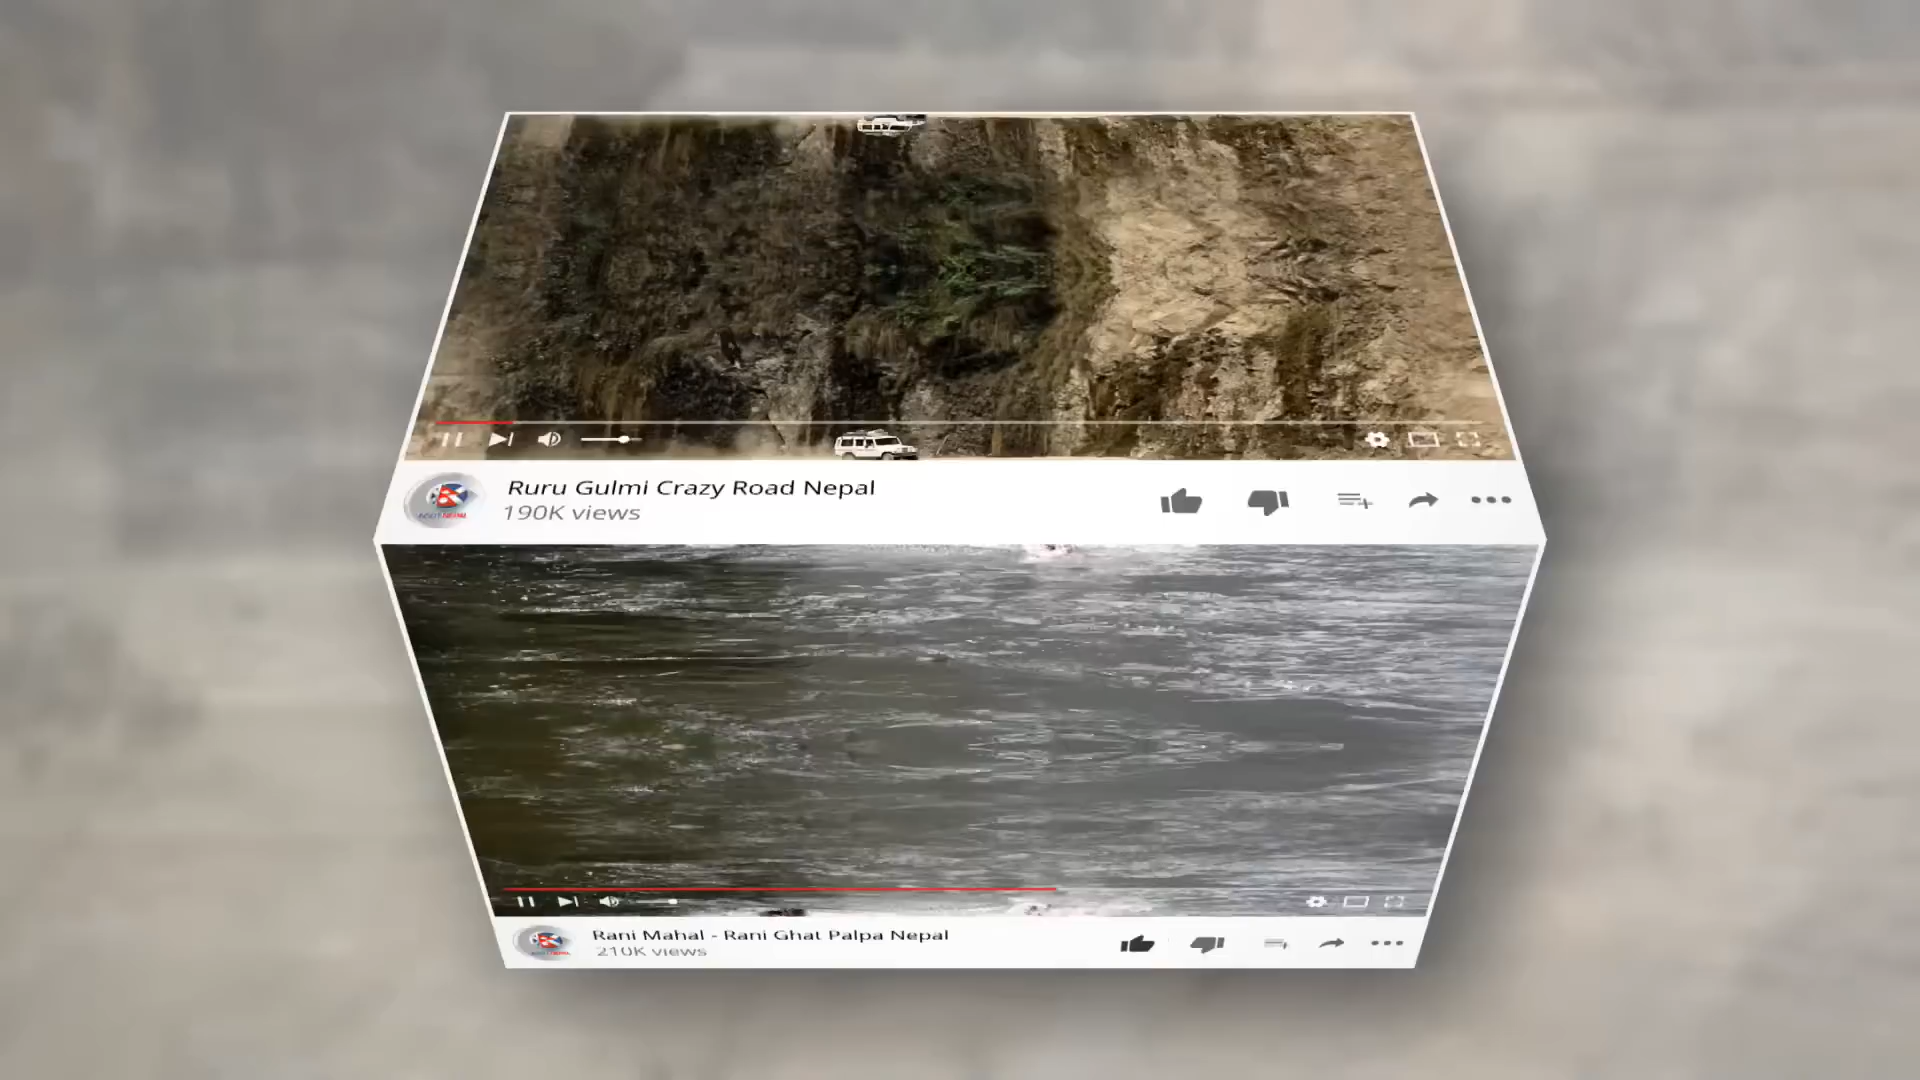 Ruru Gulmi Crazy Road Nepal
190K views
Rani Mahal - Rani Ghat Palpa Nepal
210K views